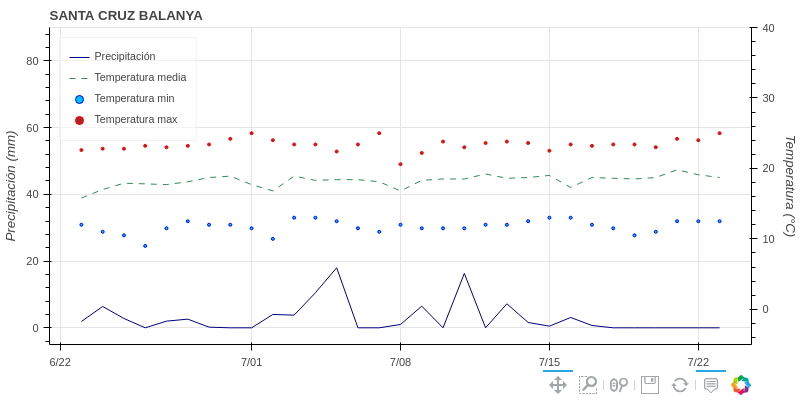 SANTA CRUZ BALANYA
Precipitación
Temperatura media
Temperatura min
Temperatura max
Precipitación (mm)
80
60
40
20
0
Temperatura (°C)
40
30
20
10
0
6/22
7/01
7/08
7/15
7/22